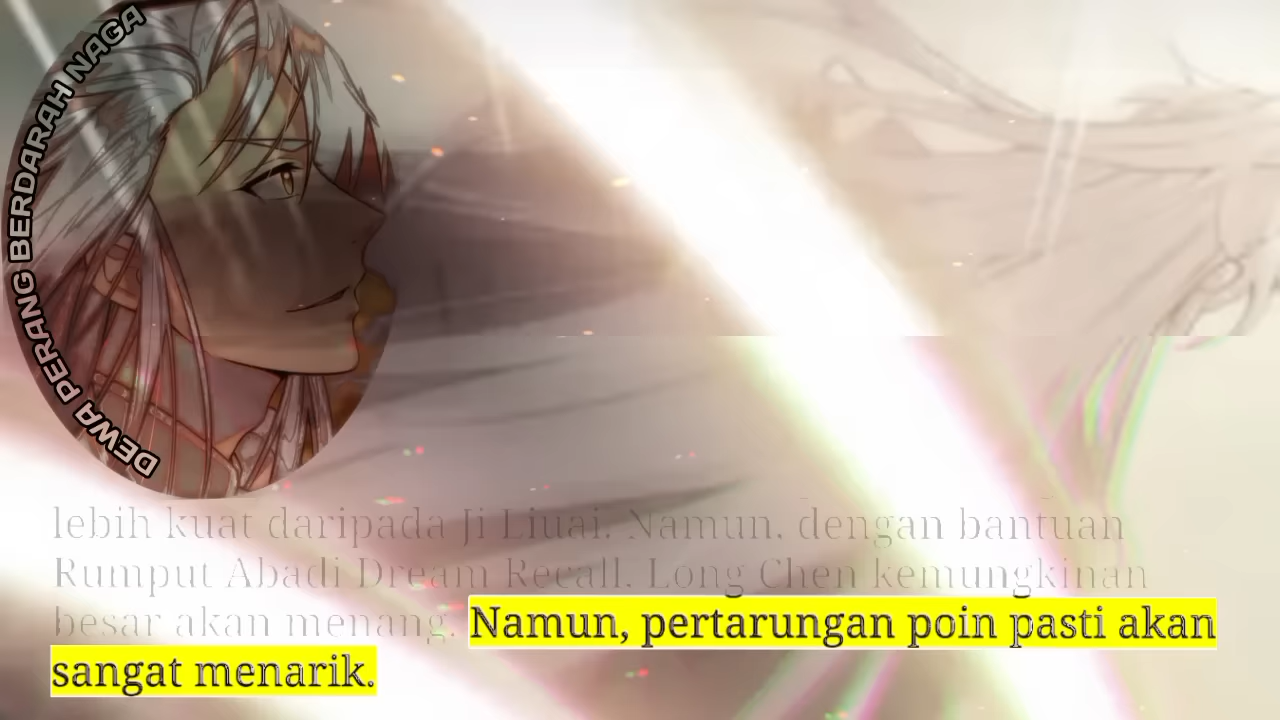 DEWA PERANG BERDARAH NAGA
lebih kuat daripada Ji Liuai. Namun, dengan bantuan
Rumput Abadi Dream Recall. Long Chen kemungkinan
besar akan menang. Namun, pertarungan poin pasti akan
sangat menarik.